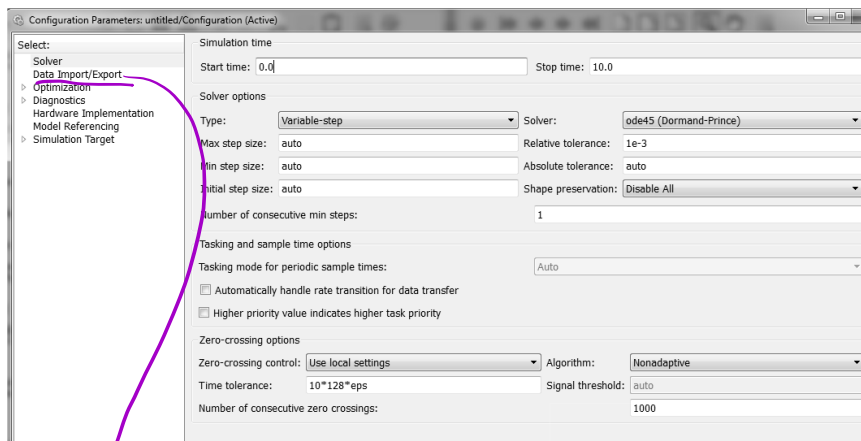 Configuration Parameters: untitled/Configuration (Active)
Select:
Solver
Data Import/Export
Optimization
Diagnostics
Hardware Implementation
Model Referencing
Simulation Target
Simulation time
Start time: 0.0 Stop time: 10.0
Solver options
Type: Variable-step Solver: ode45 (Dormand-Prince)
Max step size: auto Relative tolerance: 1e-3
Min step size: auto Absolute tolerance: auto
Initial step size: auto Shape preservation: Disable All
Number of consecutive min steps: 1
Tasking and sample time options
Tasking mode for periodic sample times: Auto
Automatically handle rate transition for data transfer
Higher priority value indicates higher task priority
Zero-crossing options
Zero-crossing control: Use local settings Algorithm: Nonadaptive
Time tolerance: 10*128*eps Signal threshold: auto
Number of consecutive zero crossings: 1000